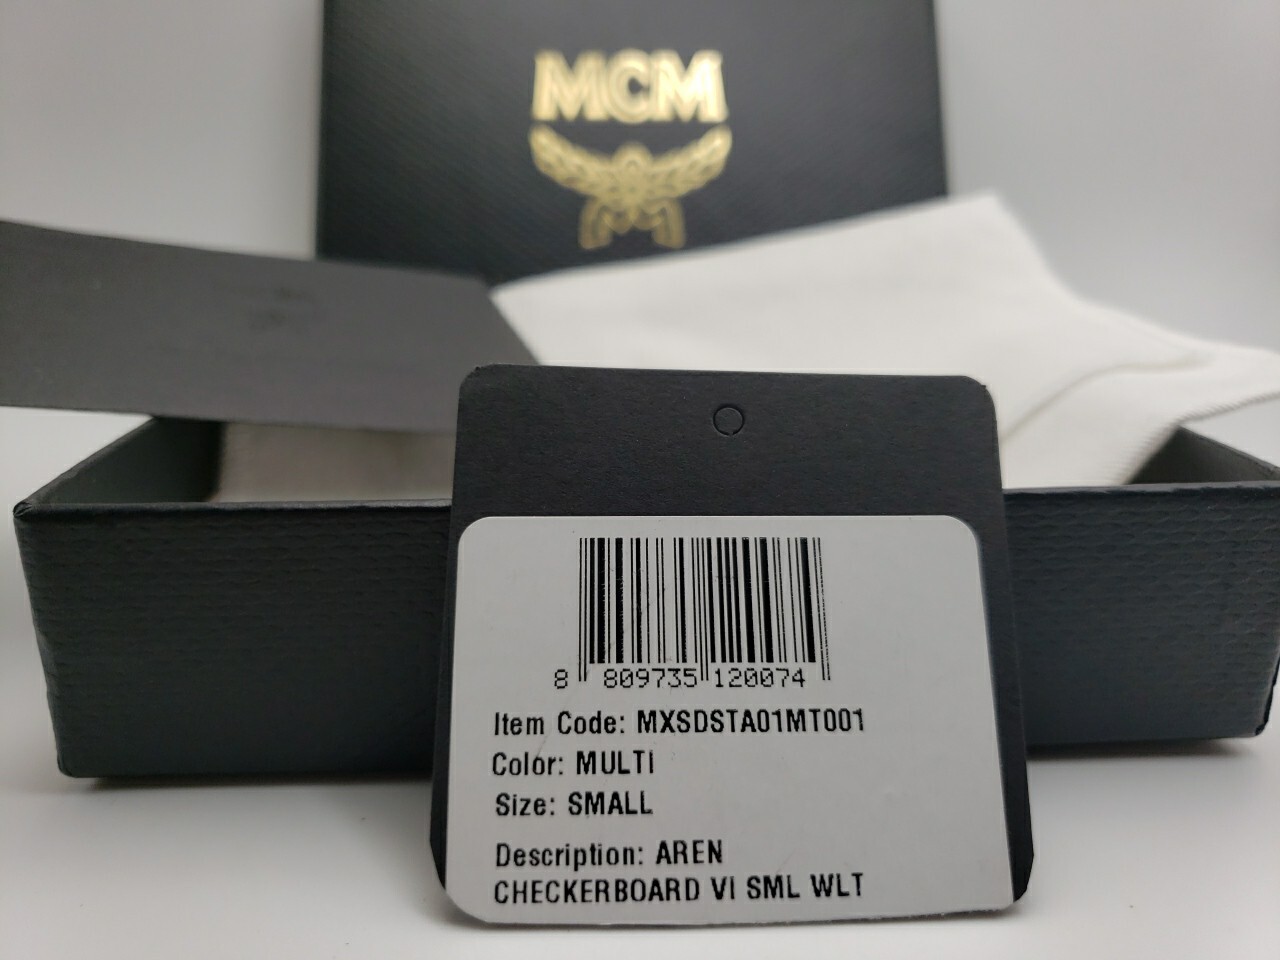 MCM
8 809735 120074
Item Code: MXSDSTA01MT001
Color: MULTI
Size: SMALL
Description: AREN
CHECKERBOARD VI SML WLT